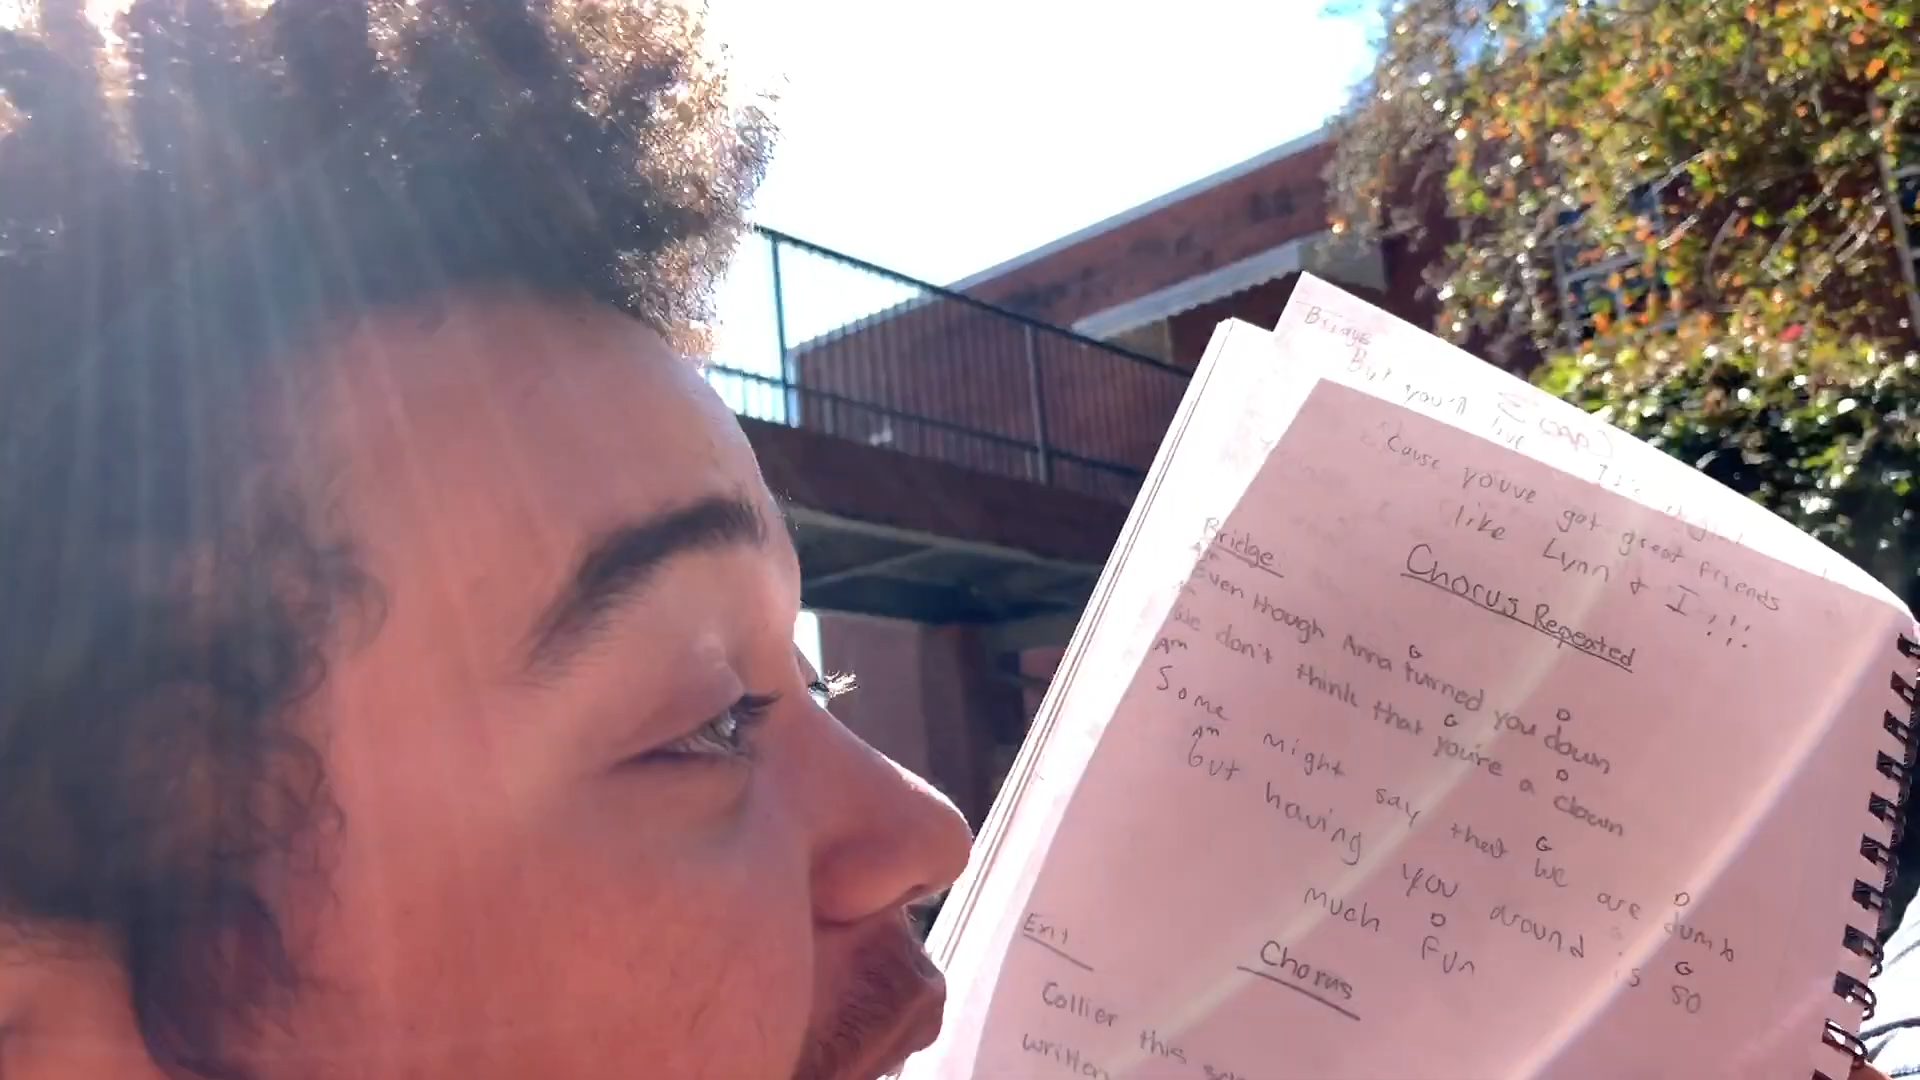 Bridge
But you'll live
'Cause you've got great friends
like Lynn & I !!!
Chorus Repeated
Bridge
Am G D
Even though Anna turned you down
Am G D
We don't think that you're a clown
Am G D
Some might say that we are dumb
Am G
but having you around is so
D
much fun
Chorus
Exit
Collier this
written